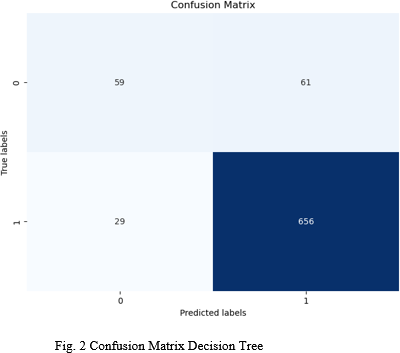 Confusion Matrix
0
59
61
True labels
1
29
656
0
1
Predicted labels
Fig. 2 Confusion Matrix Decision Tree